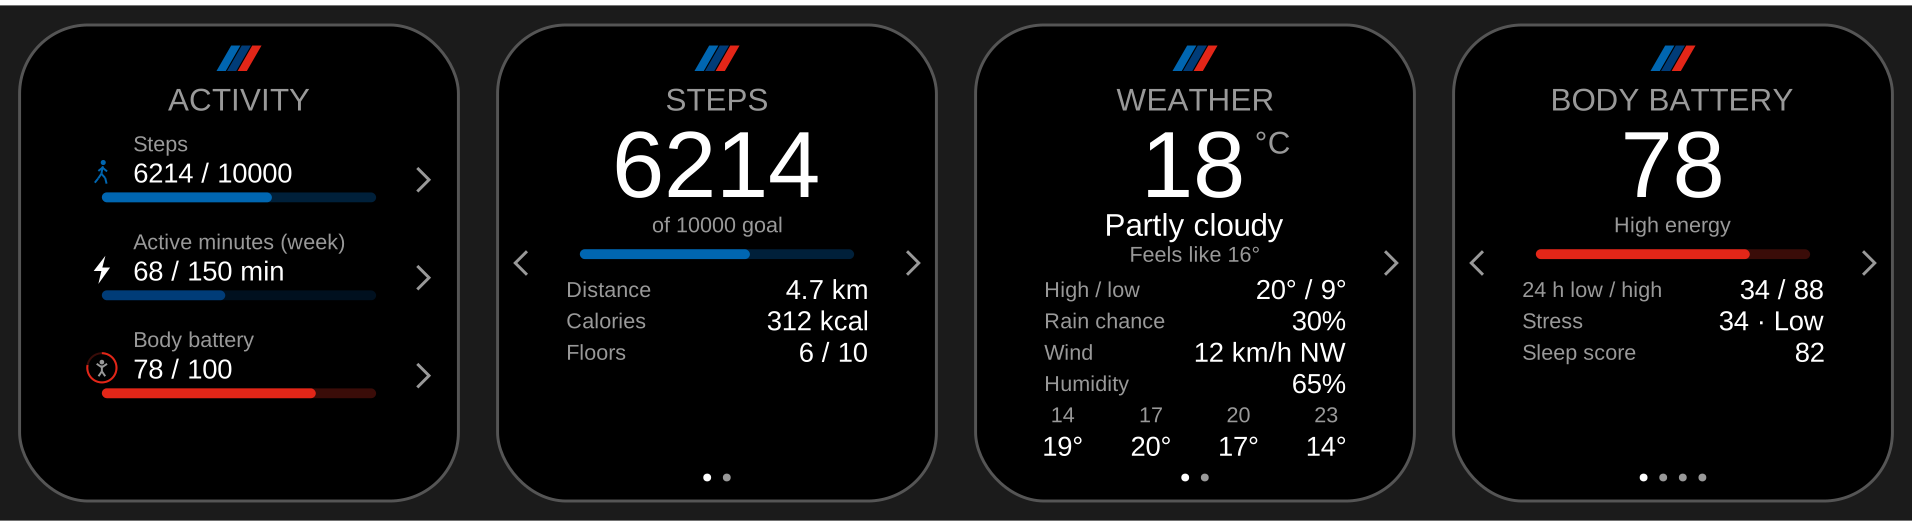 ACTIVITY
Steps
6214 / 10000
Active minutes (week)
68 / 150 min
Body battery
78 / 100
STEPS
6214
of 10000 goal
Distance 4.7 km
Calories 312 kcal
Floors 6 / 10
WEATHER
18 °C
Partly cloudy
Feels like 16°
High / low 20° / 9°
Rain chance 30%
Wind 12 km/h NW
Humidity 65%
14 17 20 23
19° 20° 17° 14°
BODY BATTERY
78
High energy
24 h low / high 34 / 88
Stress 34 · Low
Sleep score 82